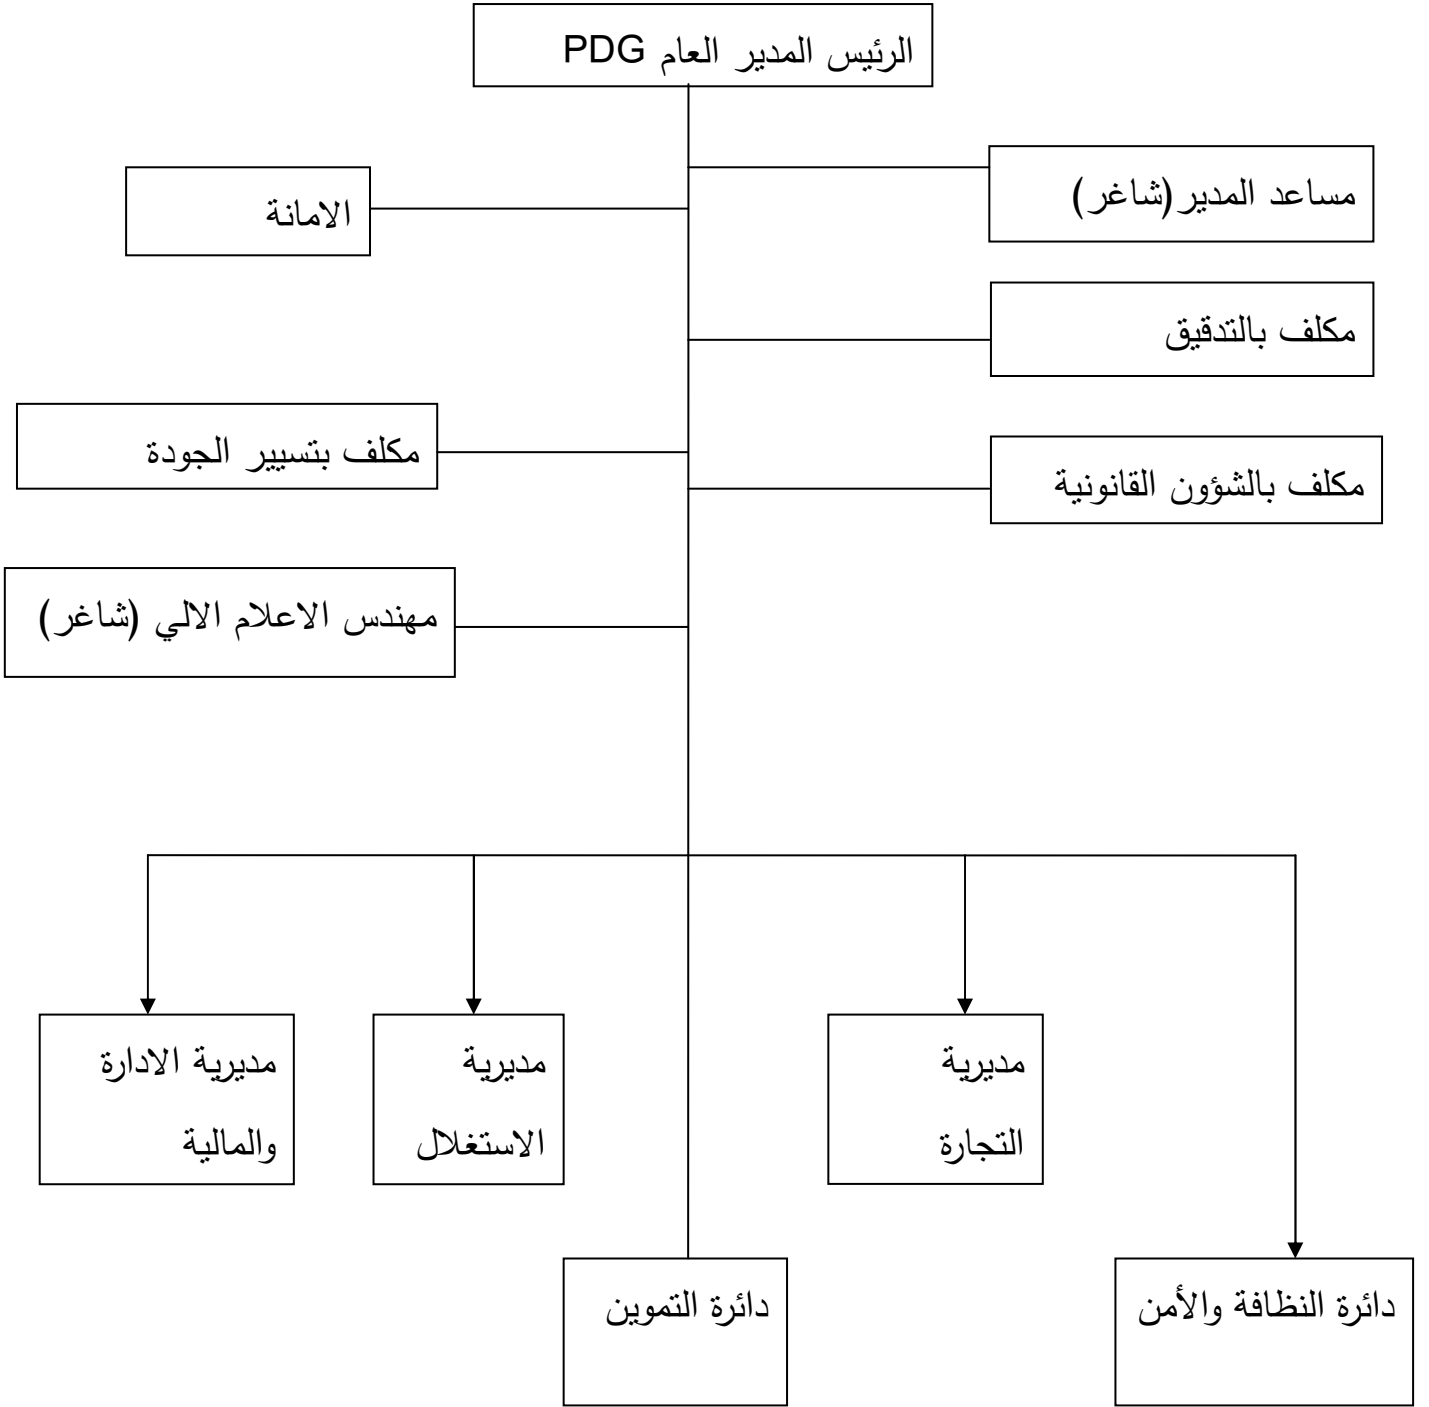 الرئيس المدير العام PDG
مساعد المدير(شاغر)
الامانة
مكلف بالتدقيق
مكلف بتسيير الجودة
مكلف بالشؤون القانونية
مهندس الاعلام الالي (شاغر)
مديرية
التجارة
مديرية
الاستغلال
مديرية الادارة
والمالية
دائرة النظافة والأمن
دائرة التموين